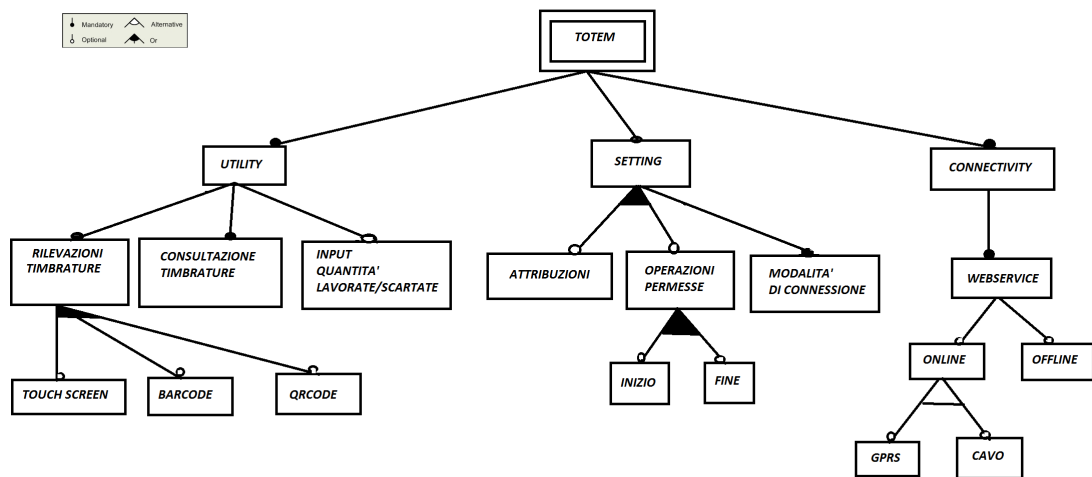 Mandatory
Alternative
Optional
Or
TOTEM
UTILITY
SETTING
CONNECTIVITY
RILEVAZIONI
TIMBRATURE
CONSULTAZIONE
TIMBRATURE
INPUT
QUANTITA'
LAVORATE/SCARTATE
ATTRIBUZIONI
OPERAZIONI
PERMESSE
MODALITA'
DI CONNESSIONE
WEBSERVICE
TOUCH SCREEN
BARCODE
QRCODE
INIZIO
FINE
ONLINE
OFFLINE
GPRS
CAVO